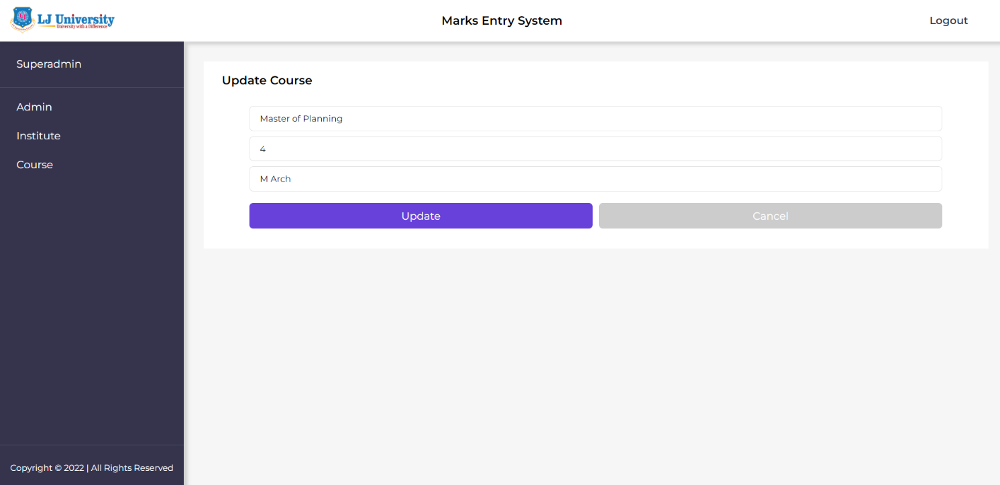 LJ University
University with a Difference
Marks Entry System
Logout
Superadmin
Admin
Institute
Course
Update Course
Master of Planning
4
M Arch
Update
Cancel
Copyright © 2022 | All Rights Reserved